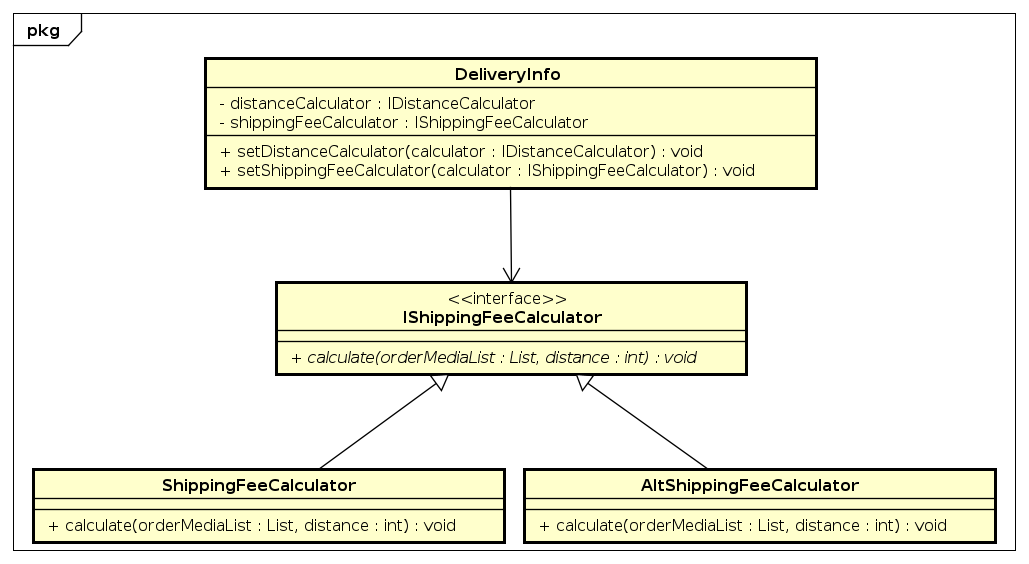 pkg
DeliveryInfo
- distanceCalculator : IDistanceCalculator
- shippingFeeCalculator : IShippingFeeCalculator
+ setDistanceCalculator(calculator : IDistanceCalculator) : void
+ setShippingFeeCalculator(calculator : IShippingFeeCalculator) : void
<<interface>>
IShippingFeeCalculator
+ calculate(orderMediaList : List, distance : int) : void
ShippingFeeCalculator
+ calculate(orderMediaList : List, distance : int) : void
AltShippingFeeCalculator
+ calculate(orderMediaList : List, distance : int) : void